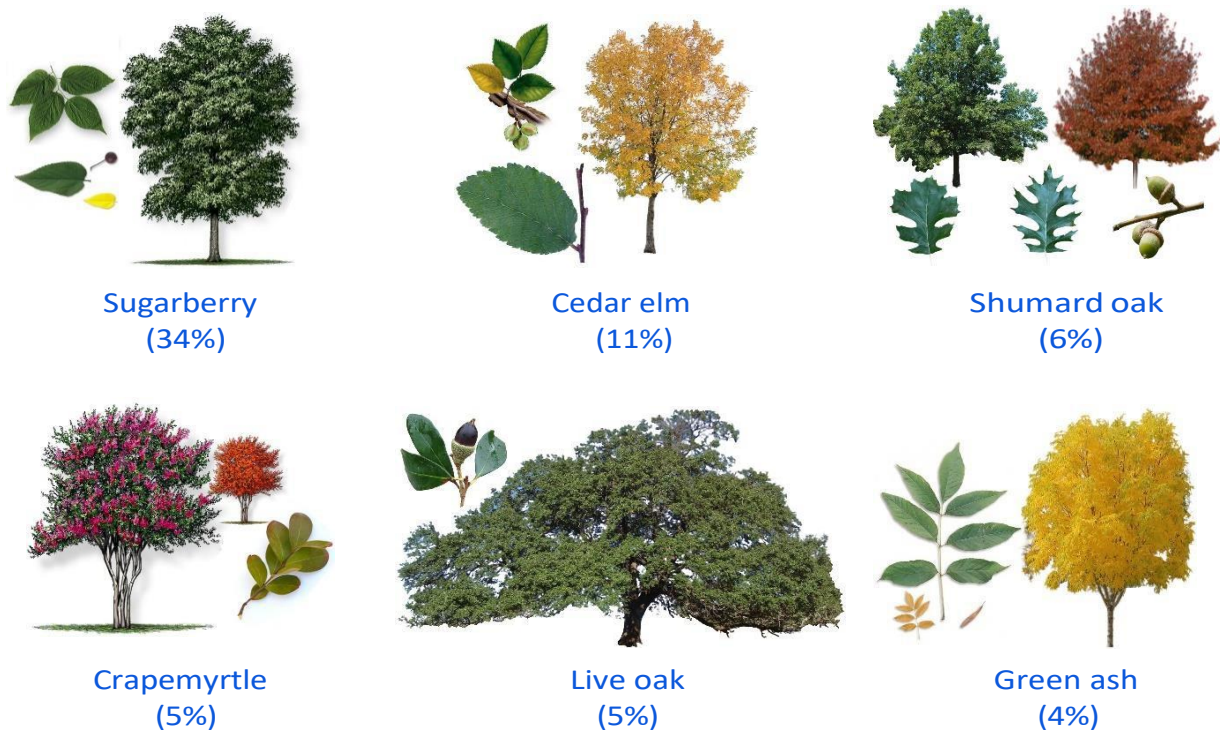 Sugarberry
(34%)
Cedar elm
(11%)
Shumard oak
(6%)
Crapemyrtle
(5%)
Live oak
(5%)
Green ash
(4%)